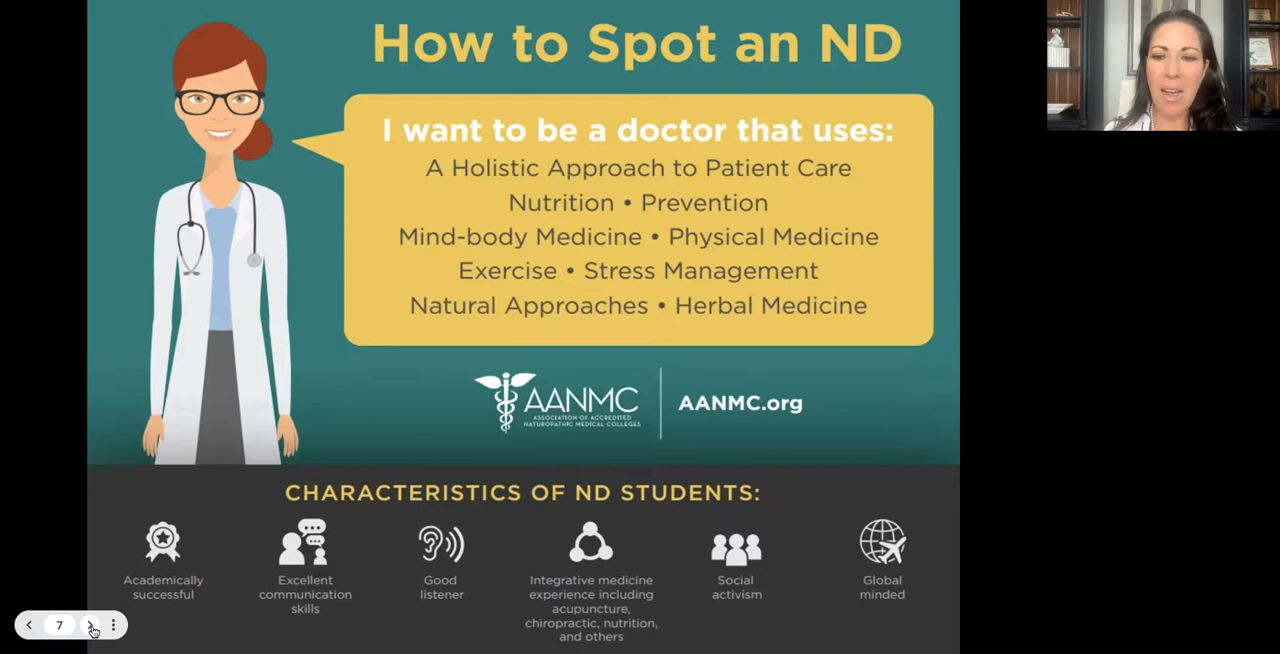 How to Spot an ND
I want to be a doctor that uses:
A Holistic Approach to Patient Care
Nutrition • Prevention
Mind-body Medicine • Physical Medicine
Exercise • Stress Management
Natural Approaches • Herbal Medicine
AANMC
ASSOCIATION OF ACCREDITED
NATUROPATHIC MEDICAL COLLEGES
AANMC.org
CHARACTERISTICS OF ND STUDENTS:
Academically
successful
Excellent
communication
skills
Good
listener
Integrative medicine
experience including
acupuncture,
chiropractic, nutrition,
and others
Social
activism
Global
minded
7